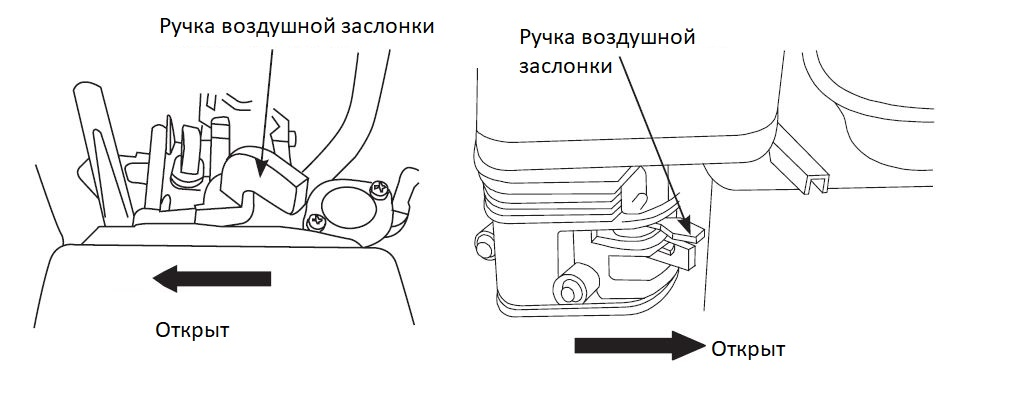 Ручка воздушной заслонки
Открыт
Ручка воздушной
заслонки
Открыт